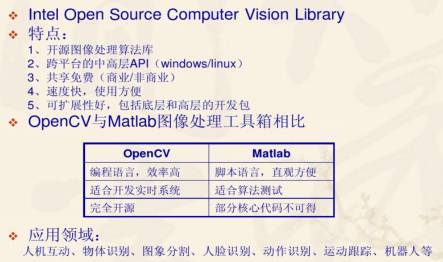 Intel Open Source Computer Vision Library
特点：
1、开源图像处理算法库
2、跨平台的中高层API（windows/linux）
3、共享免费（商业/非商业）
4、速度快，使用方便
5、可扩展性好，包括底层和高层的开发包
OpenCV与Matlab图像处理工具箱相比
OpenCV Matlab
编程语言，效率高 脚本语言，直观方便
适合开发实时系统 适合算法测试
完全开源 部分核心代码不可得
应用领域：
人机互动、物体识别、图象分割、人脸识别、动作识别、运动跟踪、机器人等